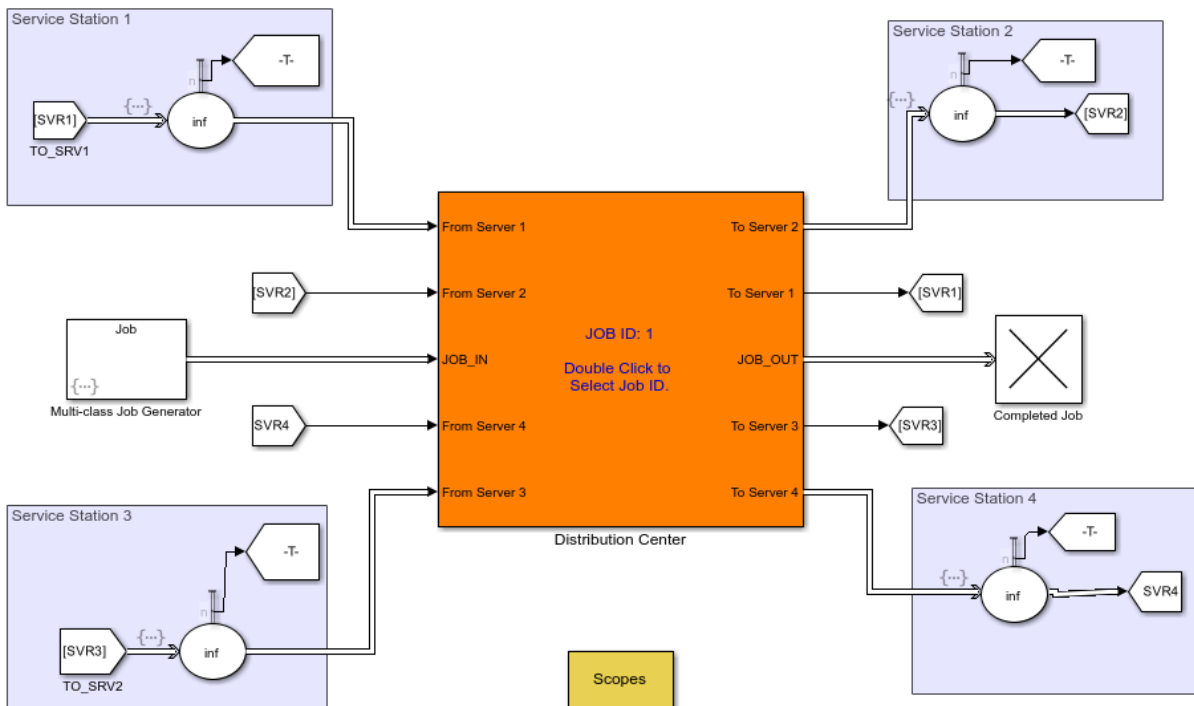 Service Station 1
-T-
n
{...}
[SVR1]
inf
TO_SRV1
Service Station 2
-T-
n
{...}
inf
[SVR2]
From Server 1
To Server 2
[SVR2]
From Server 2
To Server 1
[SVR1]
Job
{...}
Multi-class Job Generator
JOB_IN
JOB ID: 1
Double Click to
Select Job ID.
JOB_OUT
Completed Job
SVR4
From Server 4
To Server 3
[SVR3]
From Server 3
To Server 4
Distribution Center
Service Station 3
-T-
n
{...}
[SVR3]
inf
TO_SRV2
Service Station 4
-T-
n
{...}
inf
SVR4
Scopes